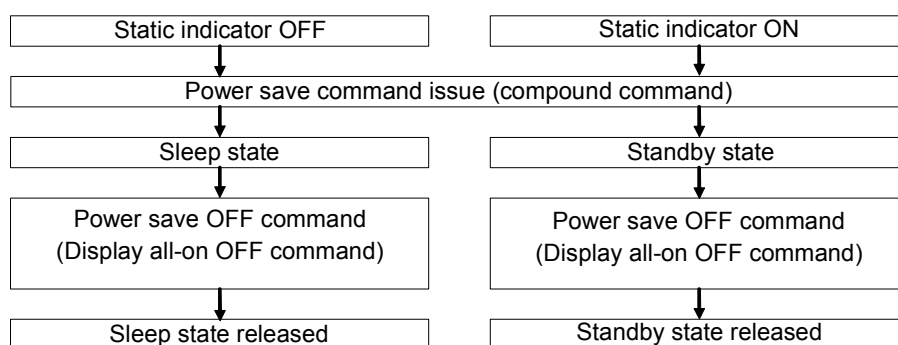 Static indicator OFF
Static indicator ON
Power save command issue (compound command)
Sleep state
Standby state
Power save OFF command
(Display all-on OFF command)
Power save OFF command
(Display all-on OFF command)
Sleep state released
Standby state released